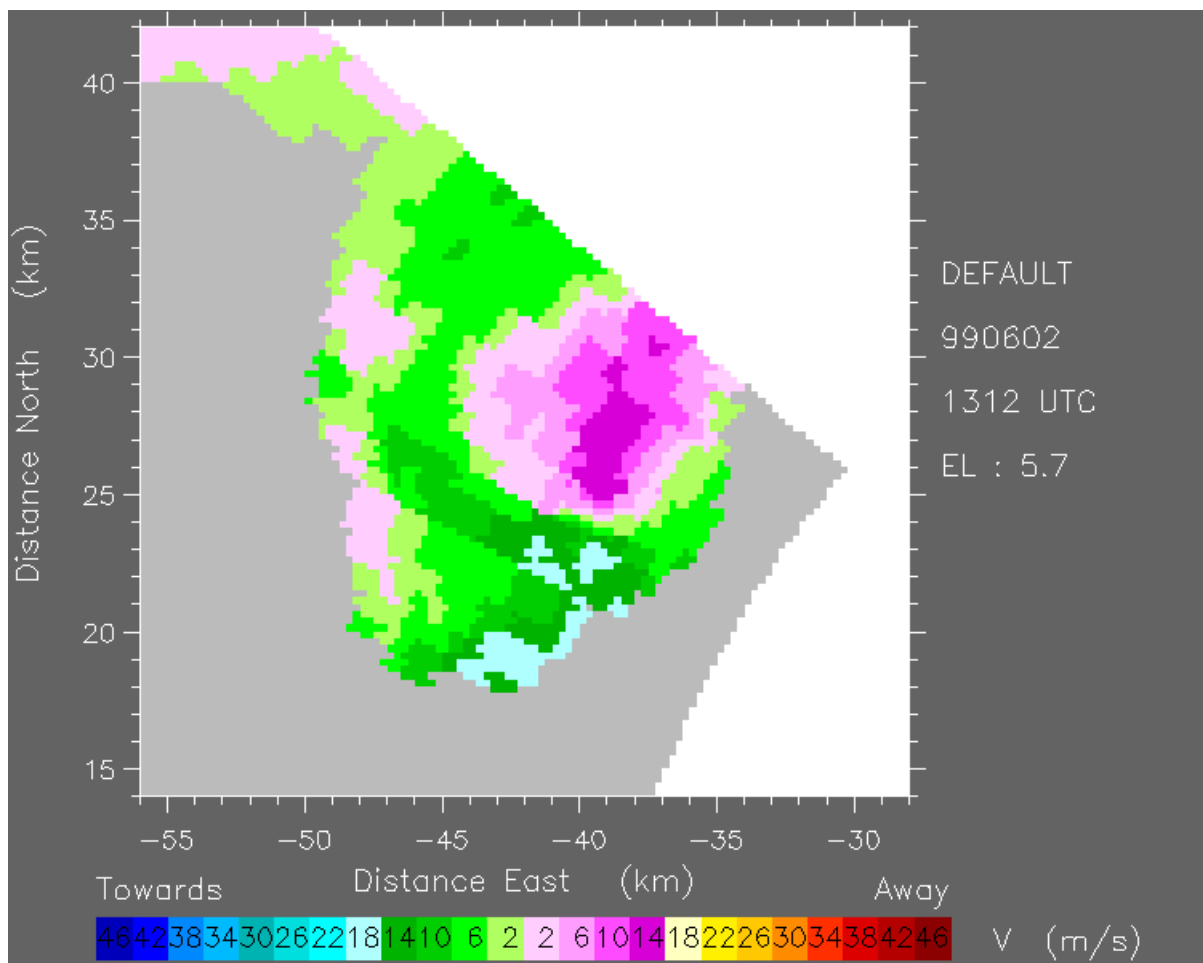 40
35
30
25
20
15
Distance North (km)
DEFAULT
990602
1312 UTC
EL : 5.7
-55 -50 -45 -40 -35 -30
Towards Distance East (km) Away
46 42 38 34 30 26 22 18 14 10 6 2 2 6 10 14 18 22 26 30 34 38 42 46 V (m/s)